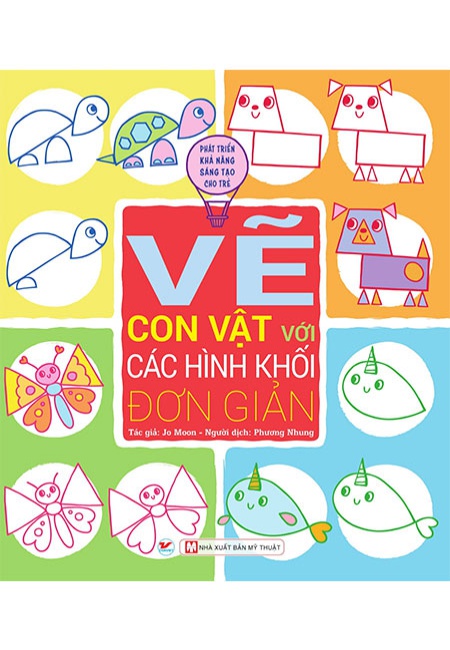 PHÁT TRIỂN
KHẢ NĂNG
SÁNG TẠO
CHO TRẺ
VẼ
CON VẬT VỚI
CÁC HÌNH KHỐI
ĐƠN GIẢN
Tác giả: Jo Moon - Người dịch: Phương Nhung
NHÀ XUẤT BẢN MỸ THUẬT